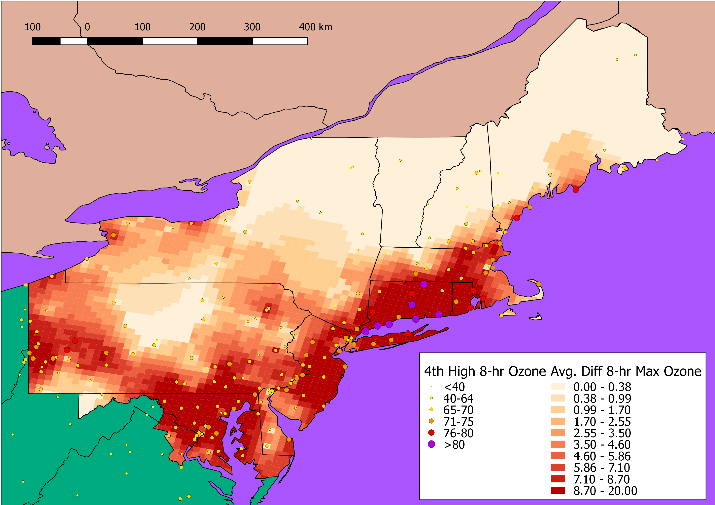 100 0 100 200 300 400 km
4th High 8-hr Ozone Avg. Diff 8-hr Max Ozone
<40 0.00 - 0.38
40-64 0.38 - 0.99
65-70 0.99 - 1.70
71-75 1.70 - 2.55
76-80 2.55 - 3.50
>80 3.50 - 4.60
4.60 - 5.86
5.86 - 7.10
7.10 - 8.70
8.70 - 20.00